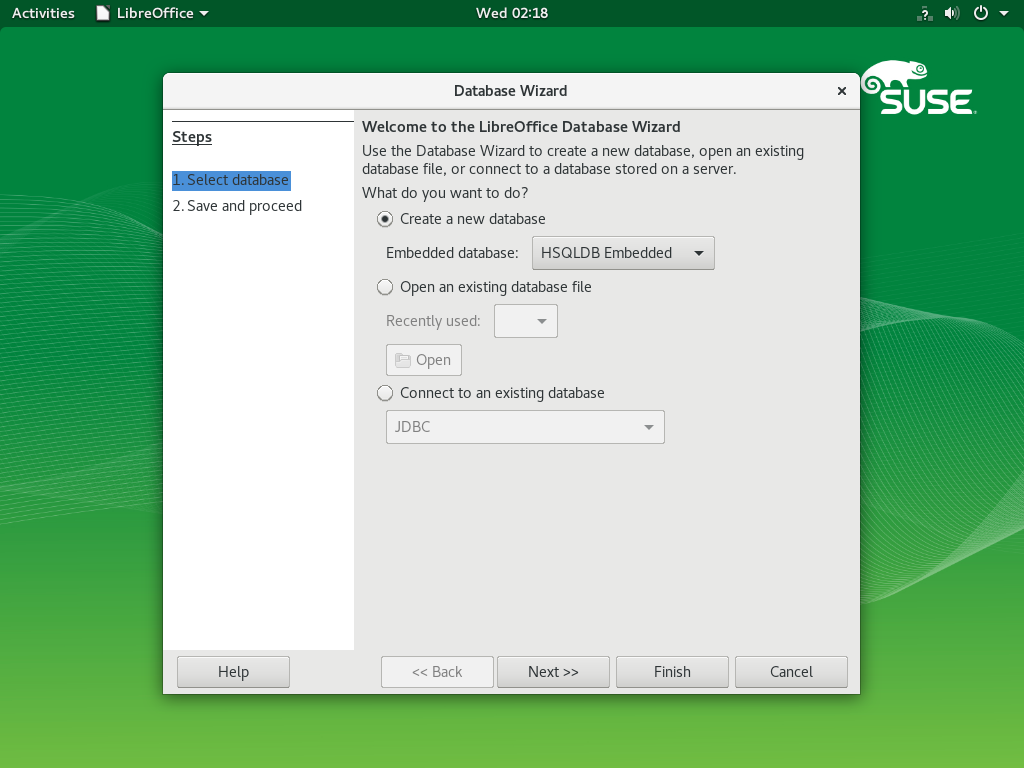 Activities
LibreOffice
Wed 02:18
?
SUSE
Database Wizard
Steps
1. Select database
2. Save and proceed
Welcome to the LibreOffice Database Wizard
Use the Database Wizard to create a new database, open an existing
database file, or connect to a database stored on a server.
What do you want to do?
Create a new database
Embedded database:
HSQLDB Embedded
Open an existing database file
Recently used:
Open
Connect to an existing database
JDBC
Help
<< Back
Next >>
Finish
Cancel